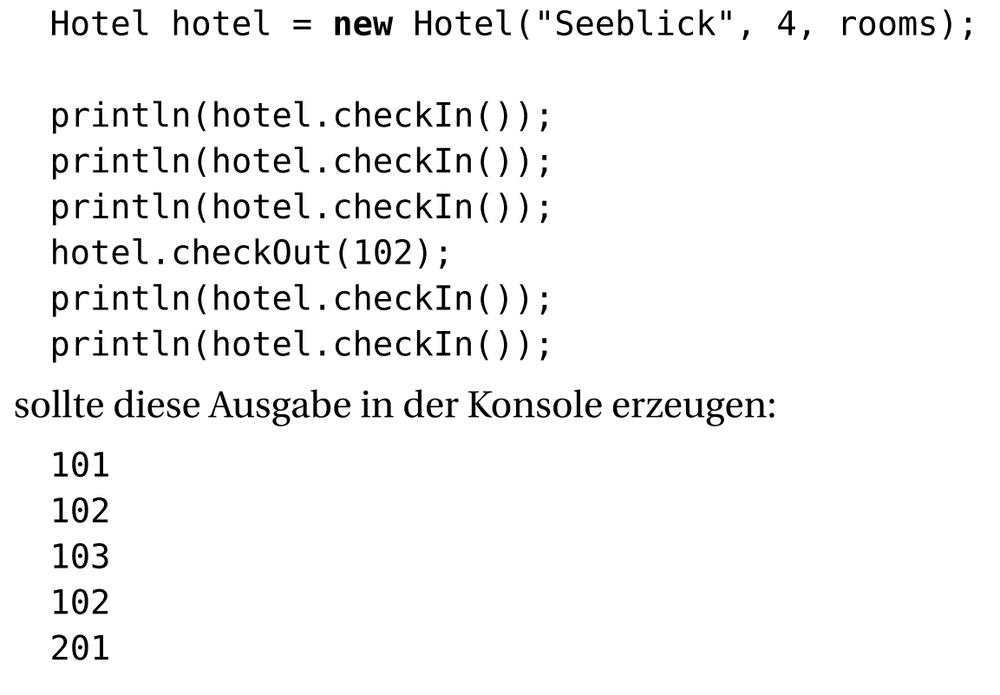 Hotel hotel = new Hotel("Seeblick", 4, rooms);
println(hotel.checkIn());
println(hotel.checkIn());
println(hotel.checkIn());
hotel.checkOut(102);
println(hotel.checkIn());
println(hotel.checkIn());
sollte diese Ausgabe in der Konsole erzeugen:
101
102
103
102
201